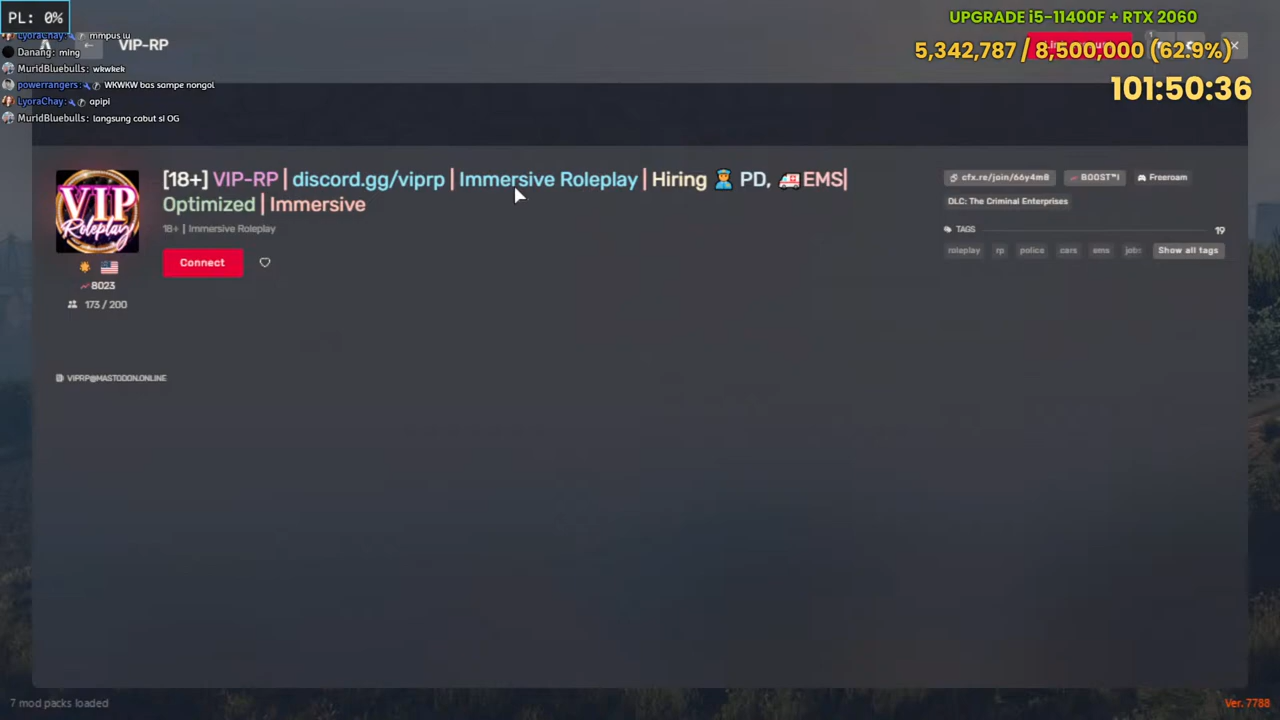 PL: 0%
UPGRADE i5-11400F + RTX 2060
5,342,787 / 8,500,000 (62.9%)
101:50:36
LyoraChay: mmpus lu
Danang: ming
MuridBluebulls: wkwkek
powerrangers: WKWKW bas sampe nongol
LyoraChay: apipi
MuridBluebulls: langsung cabut si OG
VIP-RP
VIP
Roleplay
[18+] VIP-RP | discord.gg/viprp | Immersive Roleplay | Hiring 👮 PD, 🚑 EMS|
Optimized | Immersive
18+ | Immersive Roleplay
Connect
8023
173 / 200
cfx.re/join/66y4m8
BOOST™!
Freeroam
DLC: The Criminal Enterprises
TAGS
19
roleplay
rp
police
cars
ems
jobs
Show all tags
VIPRP@MASTODON.ONLINE
7 mod packs loaded
Ver. 7788